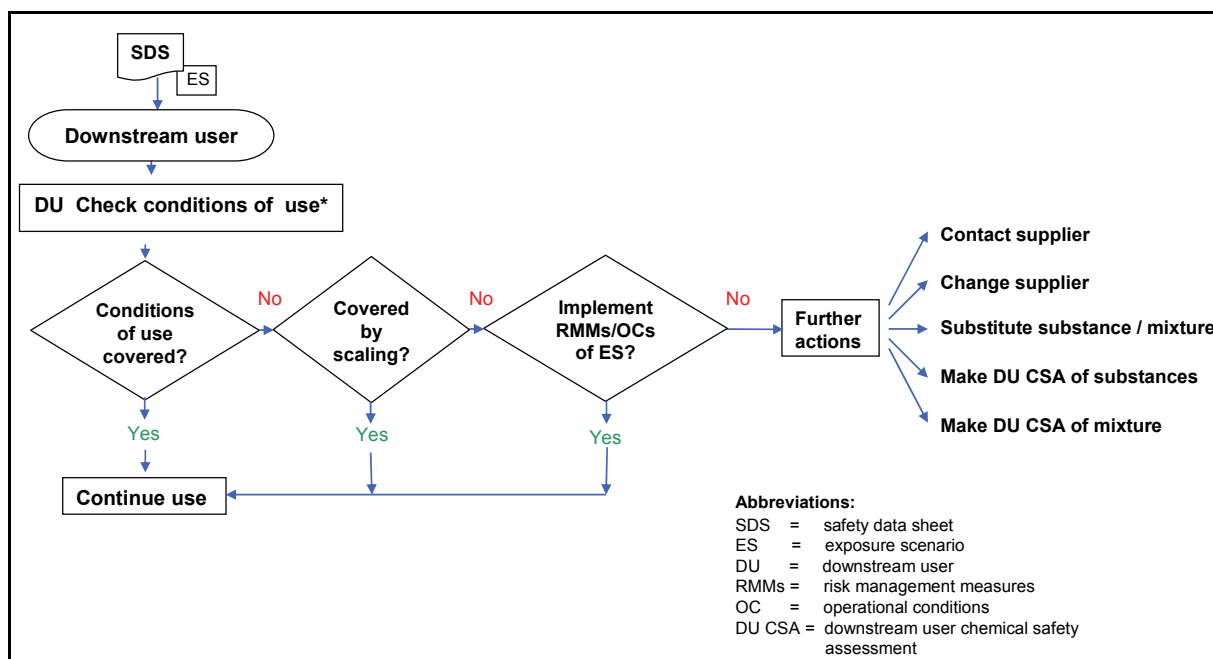 SDS
ES
Downstream user
DU Check conditions of use*
Conditions
of use
covered?
No
Covered
by
scaling?
No
Implement
RMMs/OCs
of ES?
No
Further
actions
Contact supplier
Change supplier
Substitute substance / mixture
Make DU CSA of substances
Make DU CSA of mixture
Yes
Yes
Yes
Continue use
Abbreviations:
SDS = safety data sheet
ES = exposure scenario
DU = downstream user
RMMs = risk management measures
OC = operational conditions
DU CSA = downstream user chemical safety
assessment